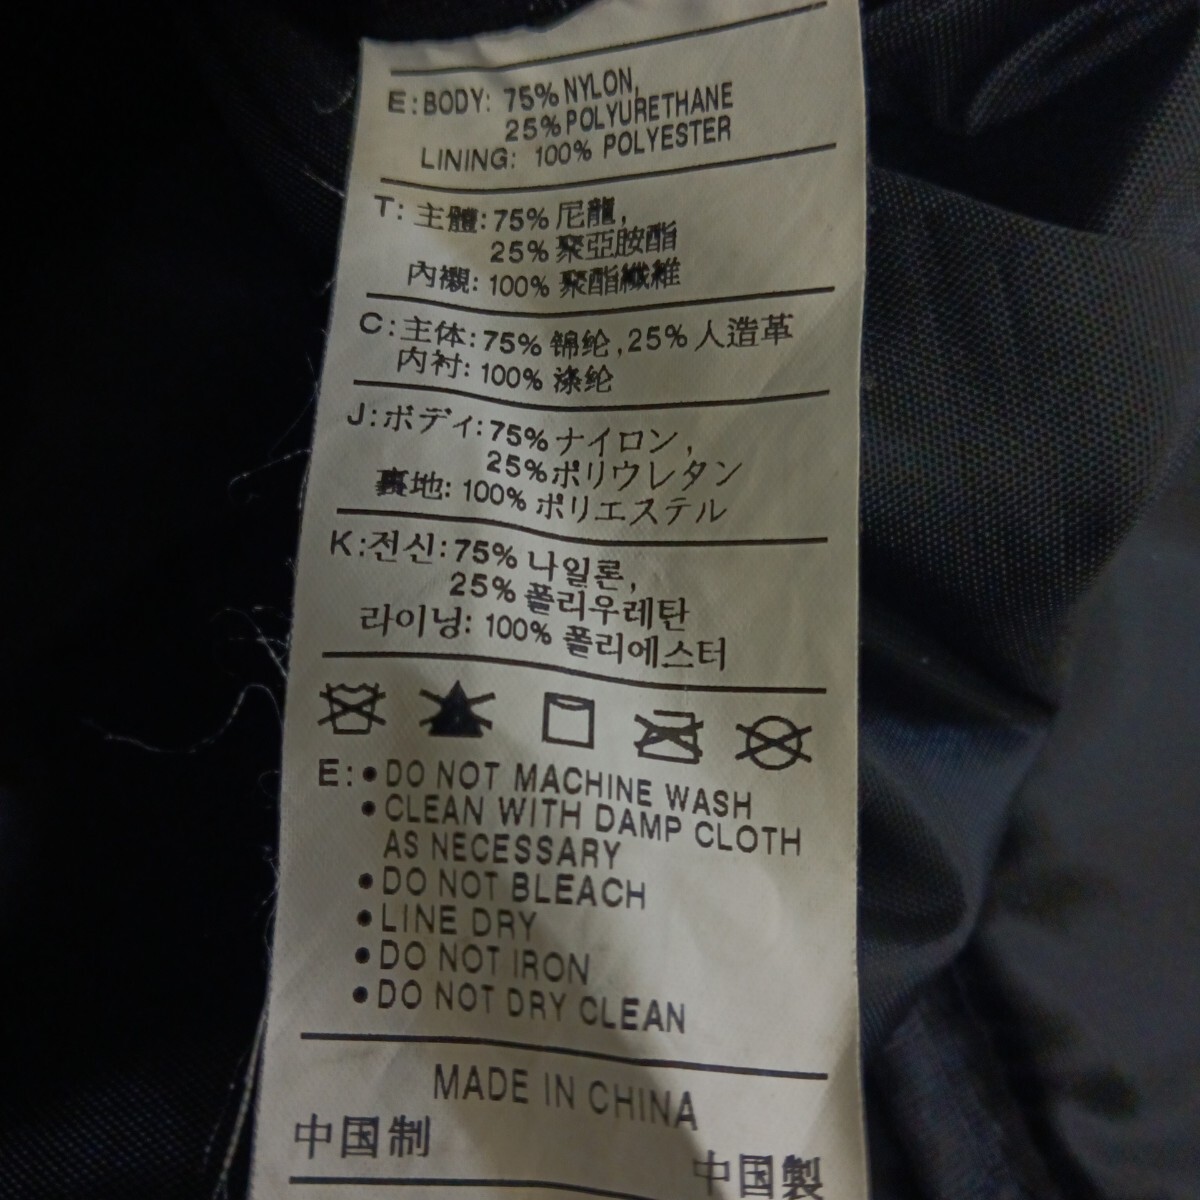 E: BODY: 75% NYLON,
25% POLYURETHANE
LINING: 100% POLYESTER
T: 主體: 75% 尼龍,
25% 聚亞胺酯
內襯: 100% 聚酯纖維
C: 主体: 75% 锦纶, 25% 人造革
内衬: 100% 涤纶
J: ボディ: 75% ナイロン,
25% ポリウレタン
裏地: 100% ポリエステル
K: 전신: 75% 나일론,
25% 폴리우레탄
라이닝: 100% 폴리에스터
E: • DO NOT MACHINE WASH
• CLEAN WITH DAMP CLOTH
AS NECESSARY
• DO NOT BLEACH
• LINE DRY
• DO NOT IRON
• DO NOT DRY CLEAN
MADE IN CHINA
中国制
中国製